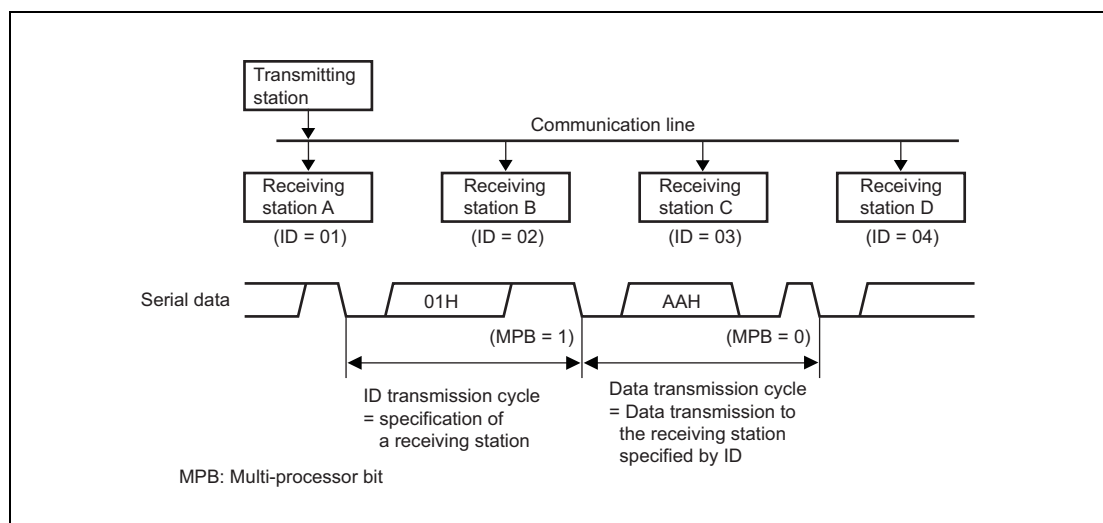 Transmitting
station
Communication line
Receiving
station A
Receiving
station B
Receiving
station C
Receiving
station D
(ID = 01)
(ID = 02)
(ID = 03)
(ID = 04)
Serial data
01H
AAH
(MPB = 1)
(MPB = 0)
ID transmission cycle
= specification of
a receiving station
Data transmission cycle
= Data transmission to
the receiving station
specified by ID
MPB: Multi-processor bit